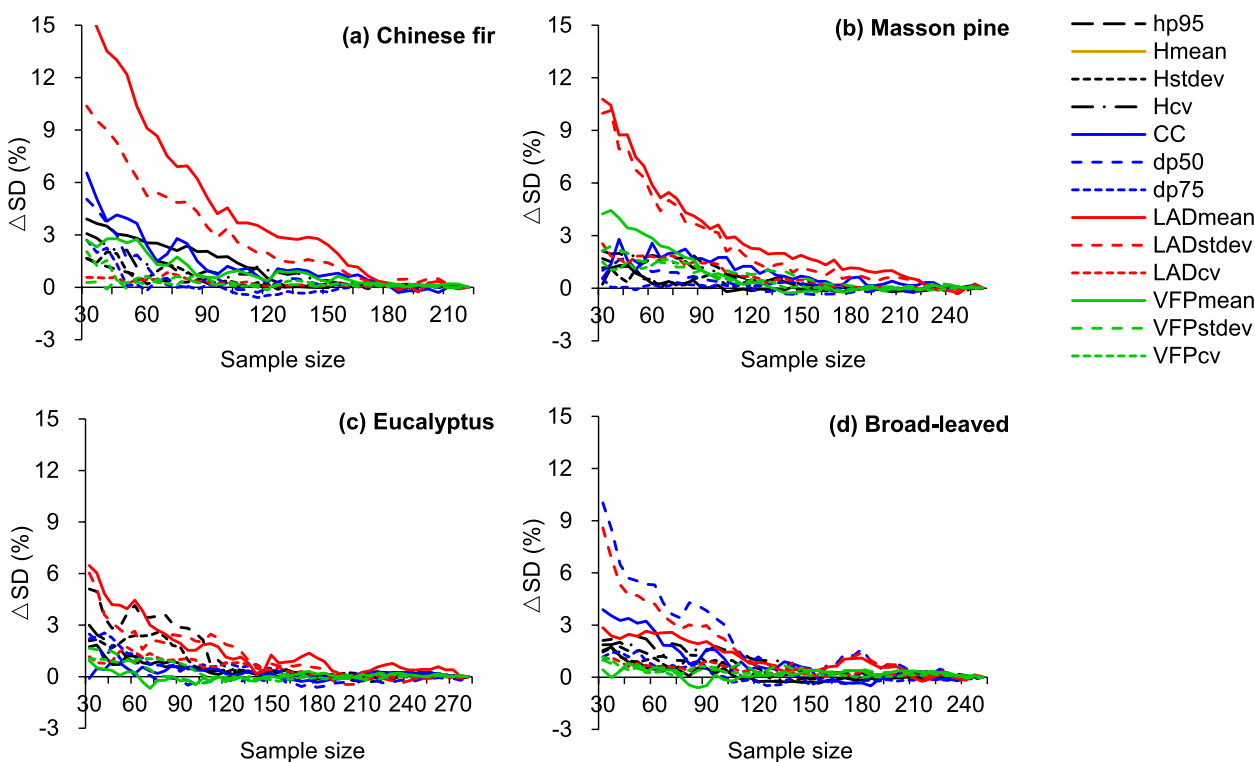 (a) Chinese fir
15
12
9
6
3
0
-3
△ SD (%)
30 60 90 120 150 180 210
Sample size
(b) Masson pine
15
12
9
6
3
0
-3
△ SD (%)
30 60 90 120 150 180 210 240
Sample size
hp95
Hmean
Hstdev
Hcv
CC
dp50
dp75
LADmean
LADstdev
LADcv
VFPmean
VFPstdev
VFPcv
(c) Eucalyptus
15
12
9
6
3
0
-3
△ SD (%)
30 60 90 120 150 180 210 240 270
Sample size
(d) Broad-leaved
15
12
9
6
3
0
-3
△ SD (%)
30 60 90 120 150 180 210 240
Sample size